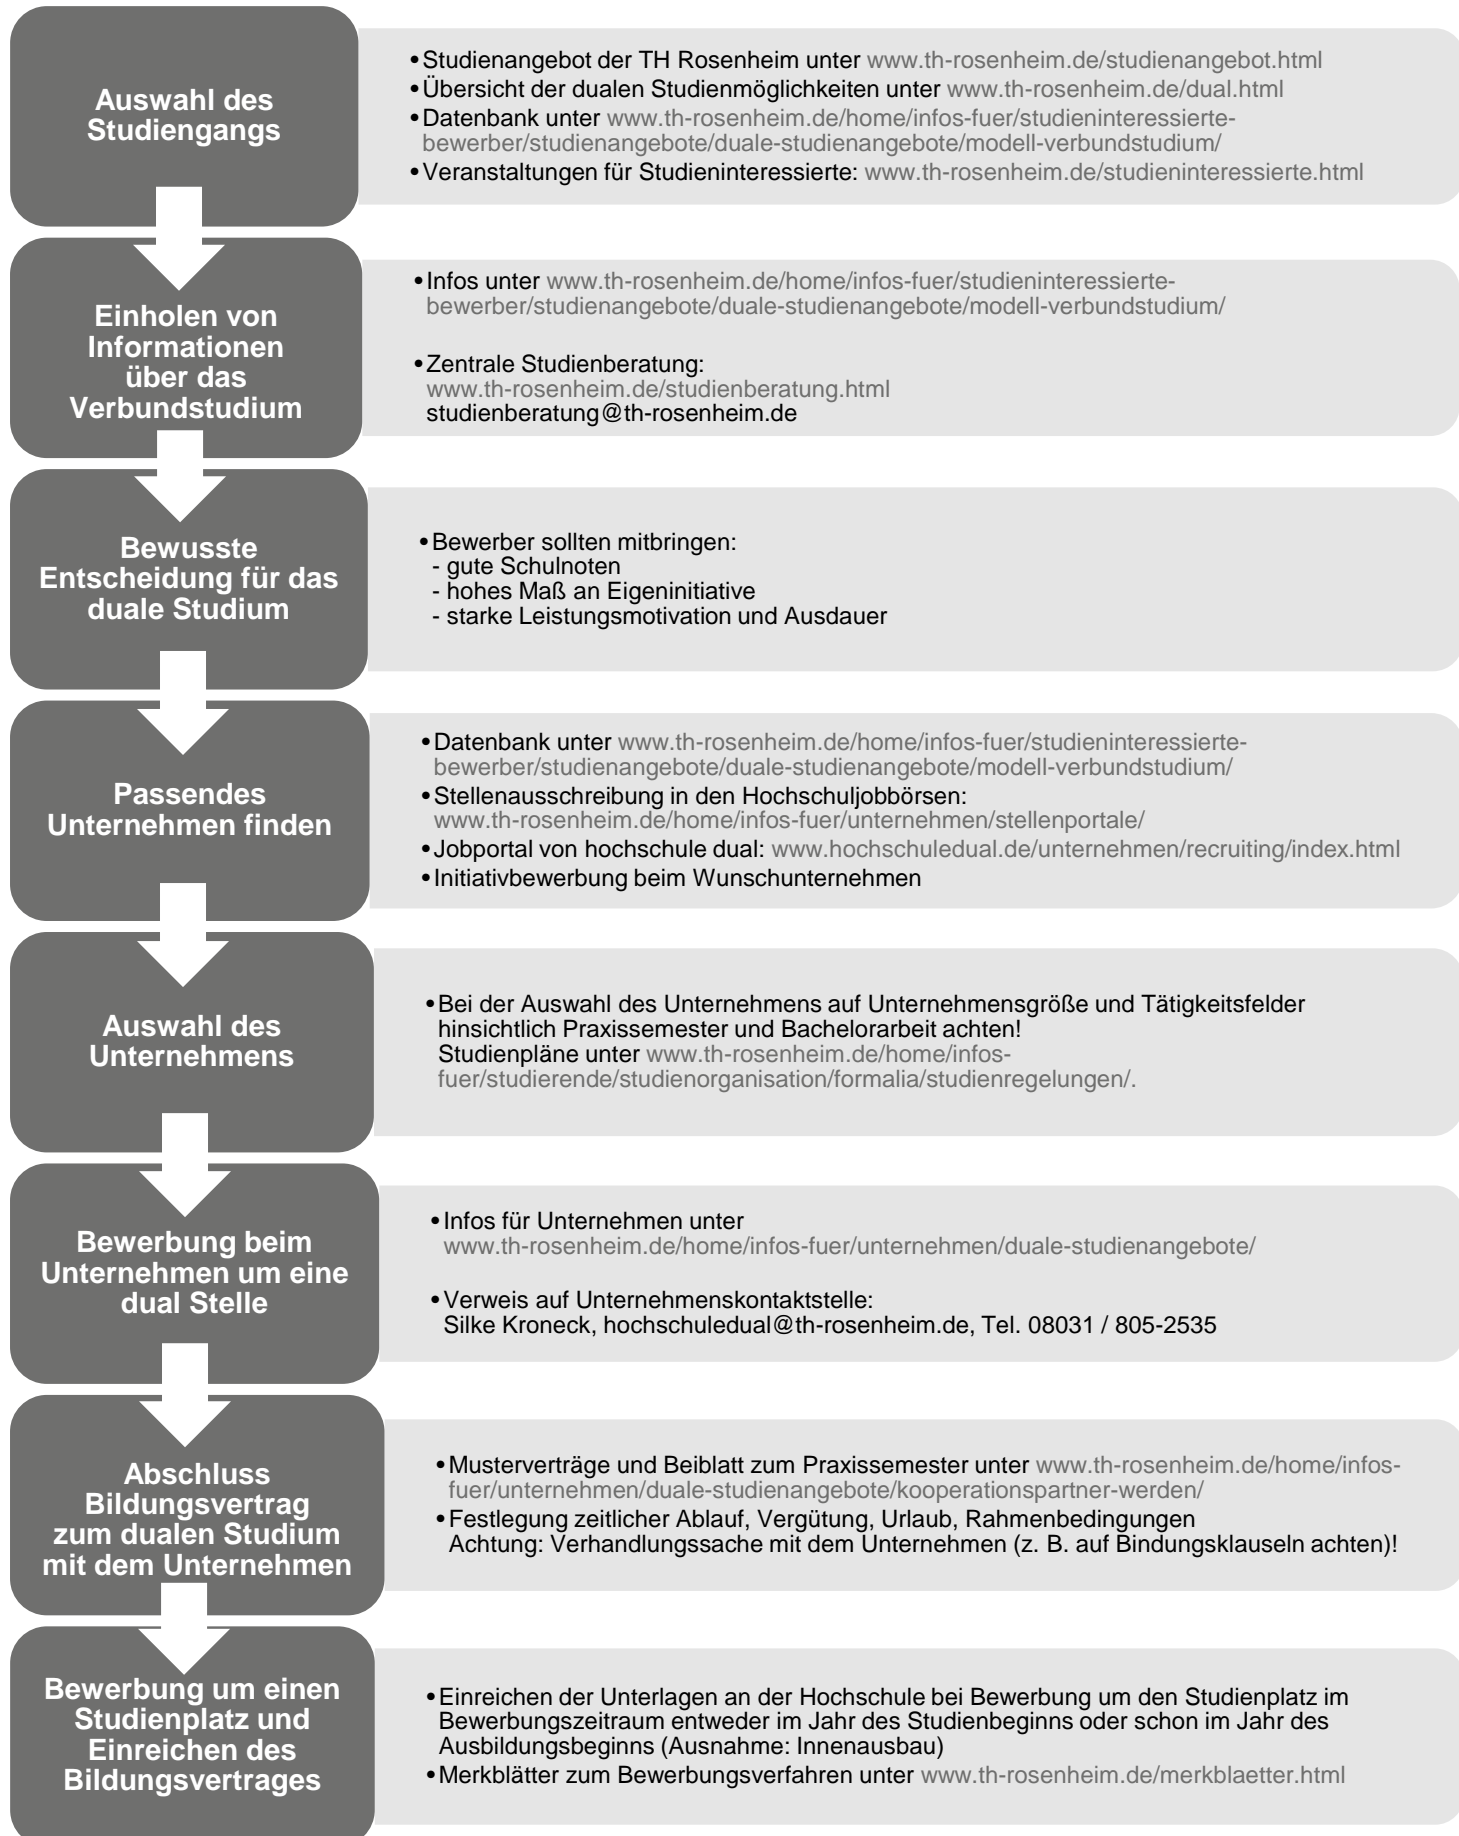 Auswahl des
Studiengangs
•Studienangebot der TH Rosenheim unter www.th-rosenheim.de/studienangebot.html
•Übersicht der dualen Studienmöglichkeiten unter www.th-rosenheim.de/dual.html
•Datenbank unter www.th-rosenheim.de/home/infos-fuer/studieninteressierte-
bewerber/studienangebote/duale-studienangebote/modell-verbundstudium/
•Veranstaltungen für Studieninteressierte: www.th-rosenheim.de/studieninteressierte.html
Einholen von
Informationen
über das
Verbundstudium
•Infos unter www.th-rosenheim.de/home/infos-fuer/studieninteressierte-
bewerber/studienangebote/duale-studienangebote/modell-verbundstudium/
•Zentrale Studienberatung:
www.th-rosenheim.de/studienberatung.html
studienberatung@th-rosenheim.de
Bewusste
Entscheidung für das
duale Studium
•Bewerber sollten mitbringen:
- gute Schulnoten
- hohes Maß an Eigeninitiative
- starke Leistungsmotivation und Ausdauer
Passendes
Unternehmen finden
•Datenbank unter www.th-rosenheim.de/home/infos-fuer/studieninteressierte-
bewerber/studienangebote/duale-studienangebote/modell-verbundstudium/
•Stellenausschreibung in den Hochschuljobbörsen:
www.th-rosenheim.de/home/infos-fuer/unternehmen/stellenportale/
•Jobportal von hochschule dual: www.hochschuledual.de/unternehmen/recruiting/index.html
•Initiativbewerbung beim Wunschunternehmen
Auswahl des
Unternehmens
•Bei der Auswahl des Unternehmens auf Unternehmensgröße und Tätigkeitsfelder
hinsichtlich Praxissemester und Bachelorarbeit achten!
Studienpläne unter www.th-rosenheim.de/home/infos-
fuer/studierende/studienorganisation/formalia/studienregelungen/.
Bewerbung beim
Unternehmen um eine
dual Stelle
•Infos für Unternehmen unter
www.th-rosenheim.de/home/infos-fuer/unternehmen/duale-studienangebote/
•Verweis auf Unternehmenskontaktstelle:
Silke Kroneck, hochschuledual@th-rosenheim.de, Tel. 08031 / 805-2535
Abschluss
Bildungsvertrag
zum dualen Studium
mit dem Unternehmen
•Musterverträge und Beiblatt zum Praxissemester unter www.th-rosenheim.de/home/infos-
fuer/unternehmen/duale-studienangebote/kooperationspartner-werden/
•Festlegung zeitlicher Ablauf, Vergütung, Urlaub, Rahmenbedingungen
Achtung: Verhandlungssache mit dem Unternehmen (z. B. auf Bindungsklauseln achten)!
Bewerbung um einen
Studienplatz und
Einreichen des
Bildungsvertrages
•Einreichen der Unterlagen an der Hochschule bei Bewerbung um den Studienplatz im
Bewerbungszeitraum entweder im Jahr des Studienbeginns oder schon im Jahr des
Ausbildungsbeginns (Ausnahme: Innenausbau)
•Merkblätter zum Bewerbungsverfahren unter www.th-rosenheim.de/merkblaetter.html